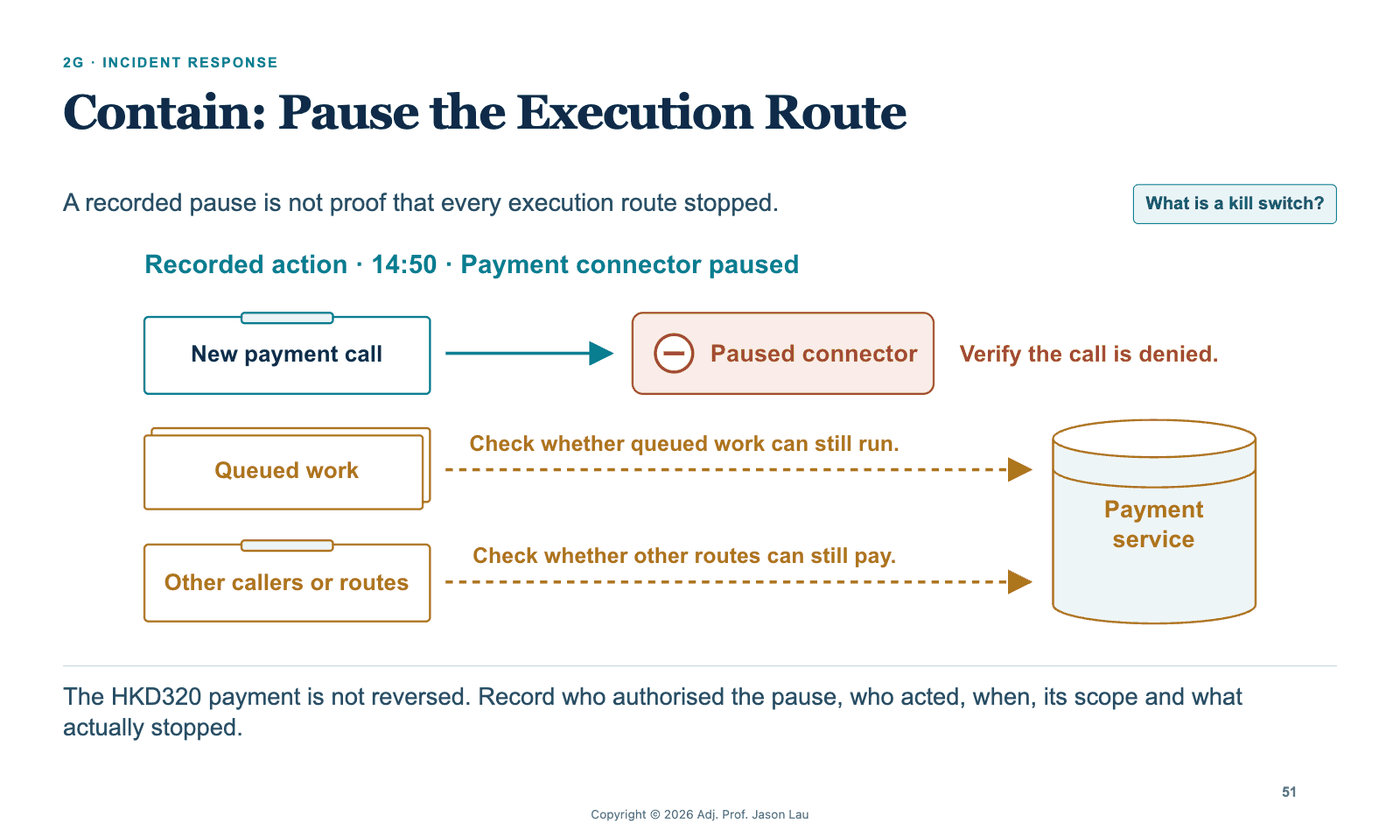 2G · INCIDENT RESPONSE
Contain: Pause the Execution Route
A recorded pause is not proof that every execution route stopped.
What is a kill switch?
Recorded action · 14:50 · Payment connector paused
New payment call
Paused connector
Verify the call is denied.
Queued work
Check whether queued work can still run.
Payment
service
Other callers or routes
Check whether other routes can still pay.
The HKD320 payment is not reversed. Record who authorised the pause, who acted, when, its scope and what
actually stopped.
51
Copyright © 2026 Adj. Prof. Jason Lau